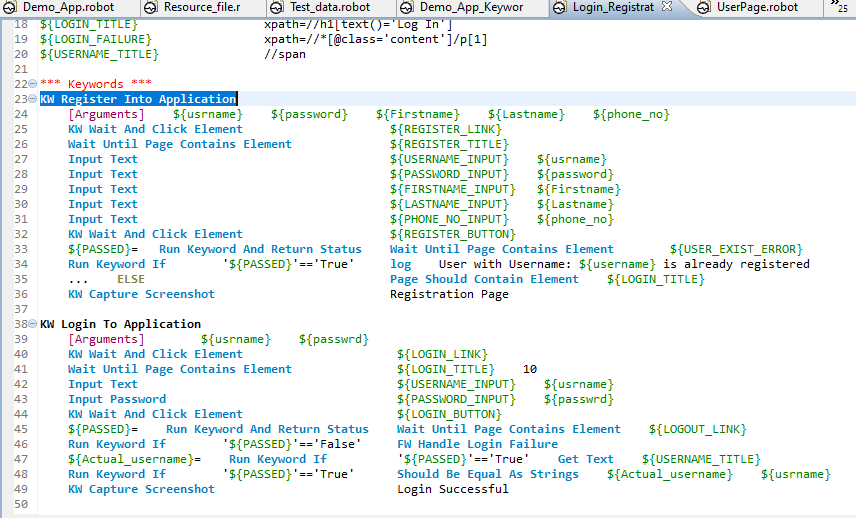 Demo_App.robot Resource_file.r Test_data.robot Demo_App_Keywor Login_Registrat UserPage.robot »25
18 ${LOGIN_TITLE} xpath=//h1[text()='Log In']
19 ${LOGIN_FAILURE} xpath=//*[@class='content']/p[1]
20 ${USERNAME_TITLE} //span
21
22 *** Keywords ***
23 KW Register Into Application
24 [Arguments] ${usrname} ${password} ${Firstname} ${Lastname} ${phone_no}
25 KW Wait And Click Element ${REGISTER_LINK}
26 Wait Until Page Contains Element ${REGISTER_TITLE}
27 Input Text ${USERNAME_INPUT} ${usrname}
28 Input Text ${PASSWORD_INPUT} ${password}
29 Input Text ${FIRSTNAME_INPUT} ${Firstname}
30 Input Text ${LASTNAME_INPUT} ${Lastname}
31 Input Text ${PHONE_NO_INPUT} ${phone_no}
32 KW Wait And Click Element ${REGISTER_BUTTON}
33 ${PASSED}= Run Keyword And Return Status Wait Until Page Contains Element ${USER_EXIST_ERROR}
34 Run Keyword If '${PASSED}'=='True' log User with Username: ${username} is already registered
35 ... ELSE Page Should Contain Element ${LOGIN_TITLE}
36 KW Capture Screenshot Registration Page
37
38 KW Login To Application
39 [Arguments] ${usrname} ${passwrd}
40 KW Wait And Click Element ${LOGIN_LINK}
41 Wait Until Page Contains Element ${LOGIN_TITLE} 10
42 Input Text ${USERNAME_INPUT} ${usrname}
43 Input Password ${PASSWORD_INPUT} ${passwrd}
44 KW Wait And Click Element ${LOGIN_BUTTON}
45 ${PASSED}= Run Keyword And Return Status Wait Until Page Contains Element ${LOGOUT_LINK}
46 Run Keyword If '${PASSED}'=='False' FW Handle Login Failure
47 ${Actual_username}= Run Keyword If '${PASSED}'=='True' Get Text ${USERNAME_TITLE}
48 Run Keyword If '${PASSED}'=='True' Should Be Equal As Strings ${Actual_username} ${usrname}
49 KW Capture Screenshot Login Successful
50